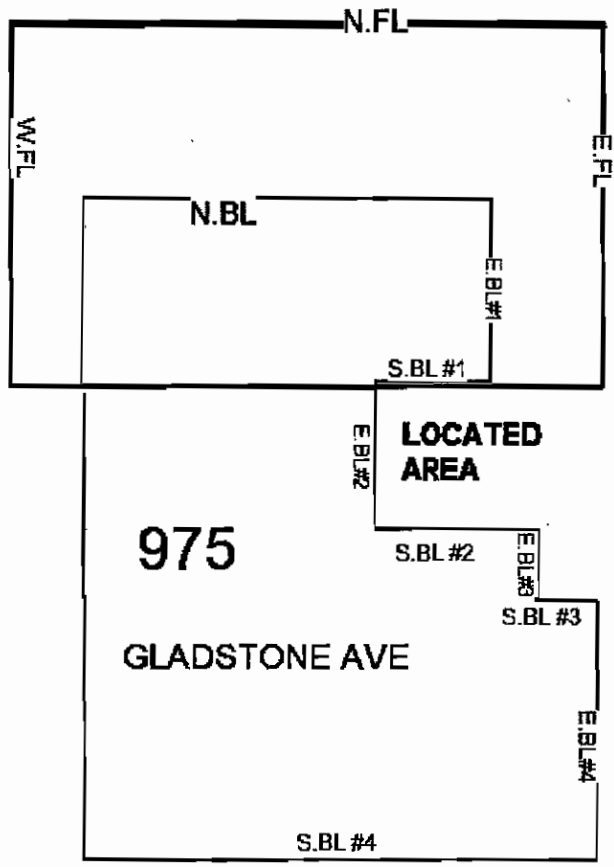 N.FL
W.FL
E.FL
N.BL
E.BL#1
S.BL #1
E.BL#2
LOCATED
AREA
975
S.BL #2
E.BL#3
S.BL #3
GLADSTONE AVE
E.BL#4
S.BL #4